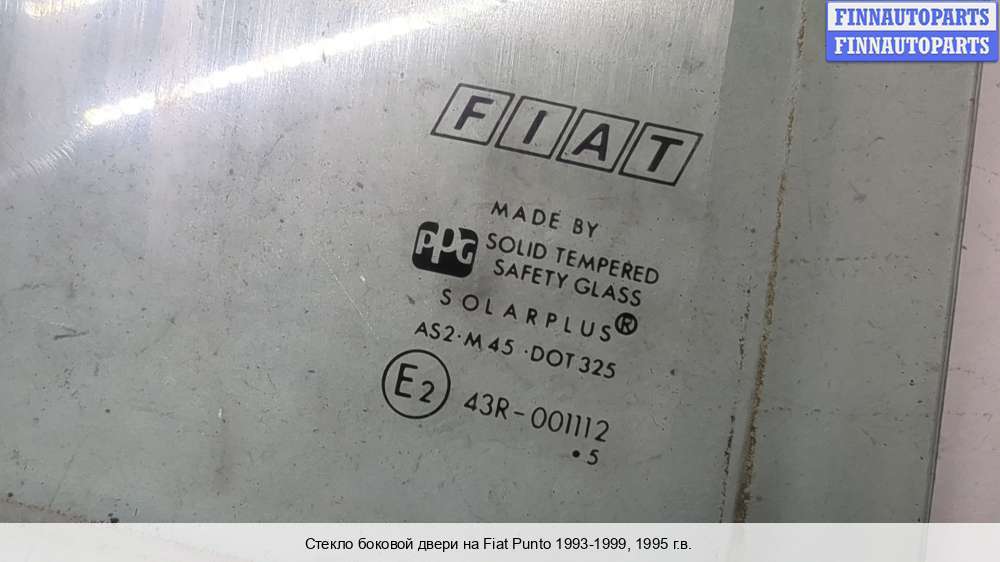 FINNAUTOPARTS
FINNAUTOPARTS
FIAT
MADE BY
PPG SOLID TEMPERED
SAFETY GLASS
SOLARPLUS®
AS2·M45·DOT325
E2 43R-001112
•5
Стекло боковой двери на Fiat Punto 1993-1999, 1995 г.в.